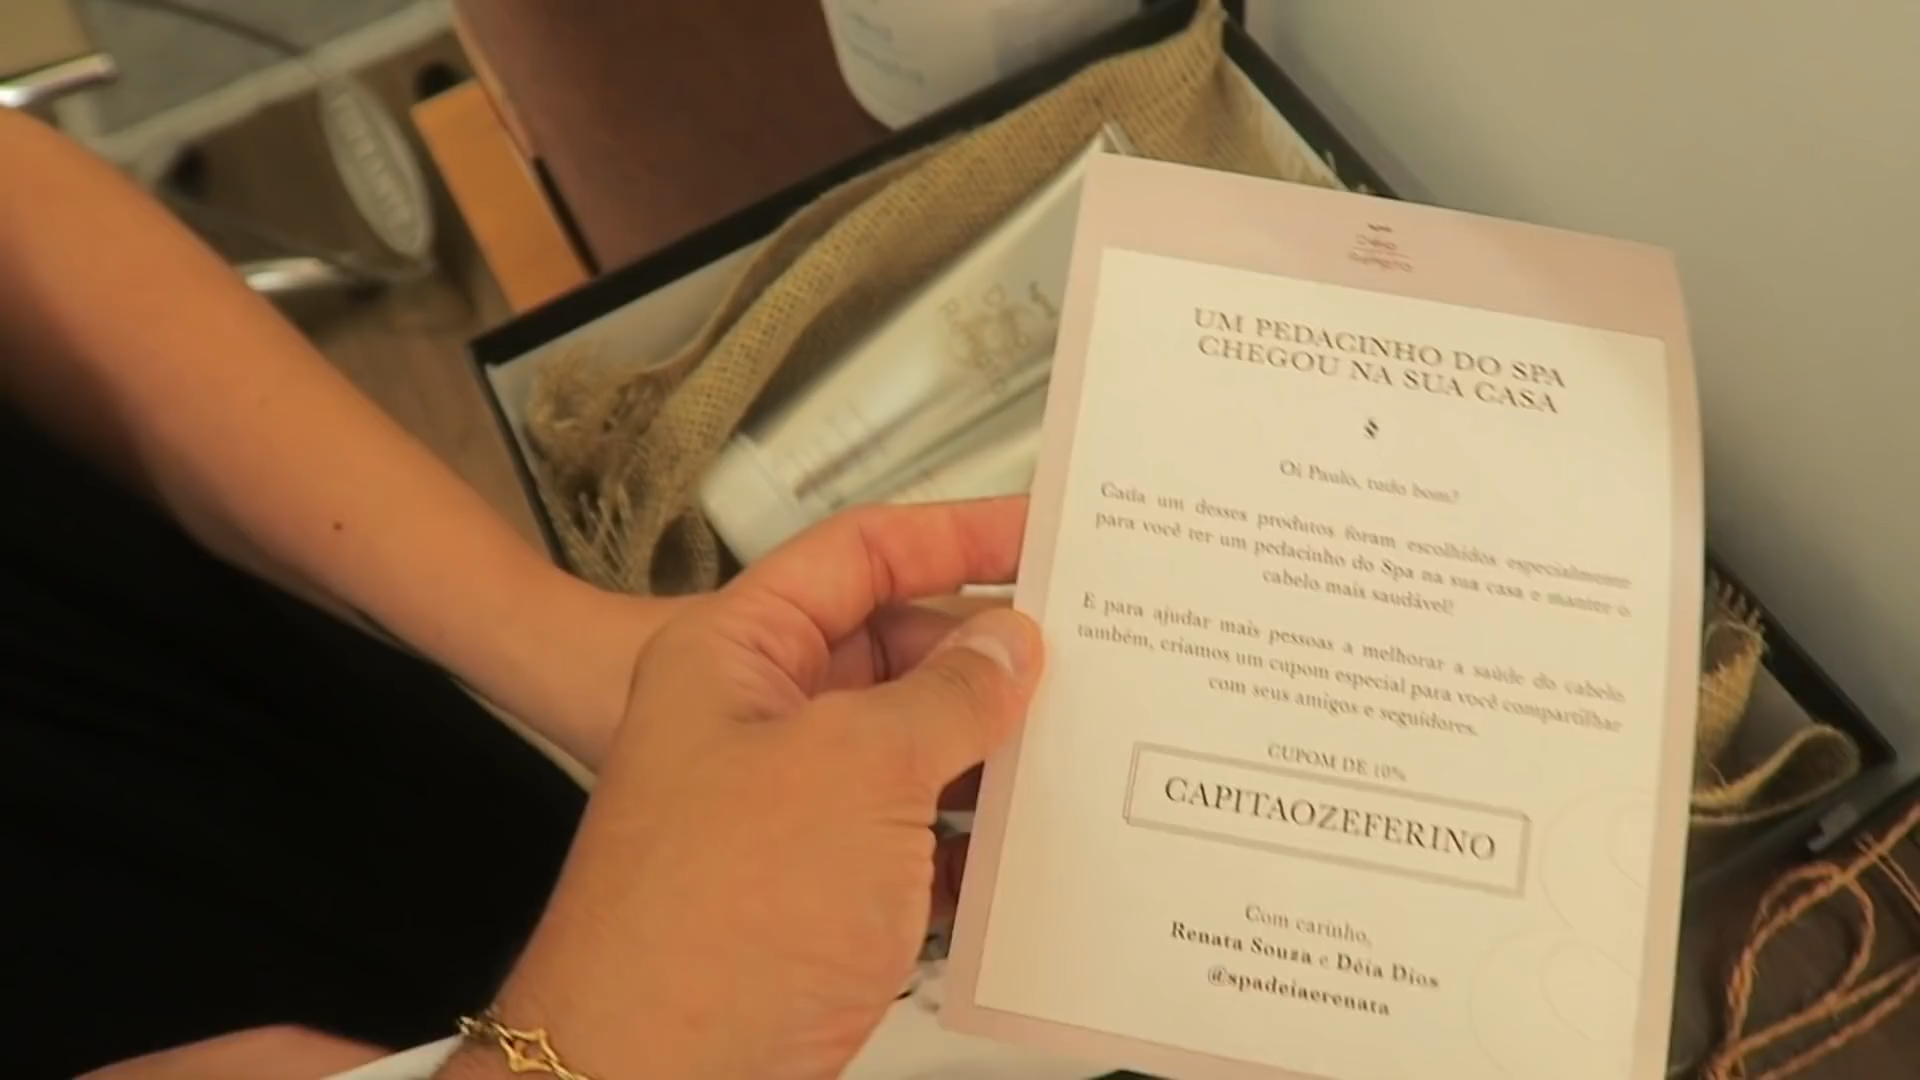 UM PEDACINHO DO SPA
CHEGOU NA SUA CASA
Oi Paulo, tudo bom?
Cada um desses produtos foram escolhidos especialmente
para você ter um pedacinho do Spa na sua casa e manter o
cabelo mais saudável!
E para ajudar mais pessoas a melhorar a saúde do cabelo
também, criamos um cupom especial para você compartilhar
com seus amigos e seguidores.
CUPOM DE 10%
CAPITAOZEFERINO
Com carinho,
Renata Souza e Déia Dios
@spadeiaerenata